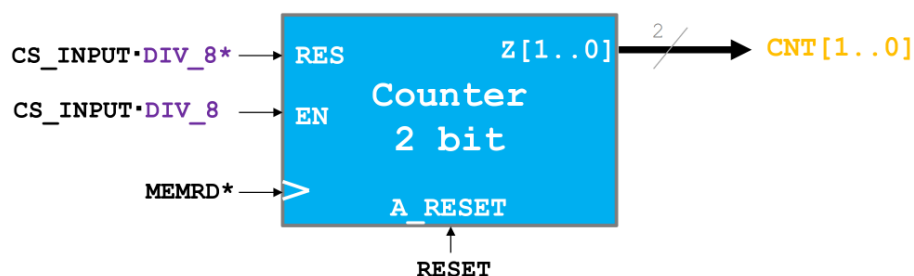 CS_INPUT·DIV_8*
RES
Z[1..0]
2
CNT[1..0]
CS_INPUT·DIV_8
EN
Counter
2 bit
MEMRD*
>
A_RESET
RESET